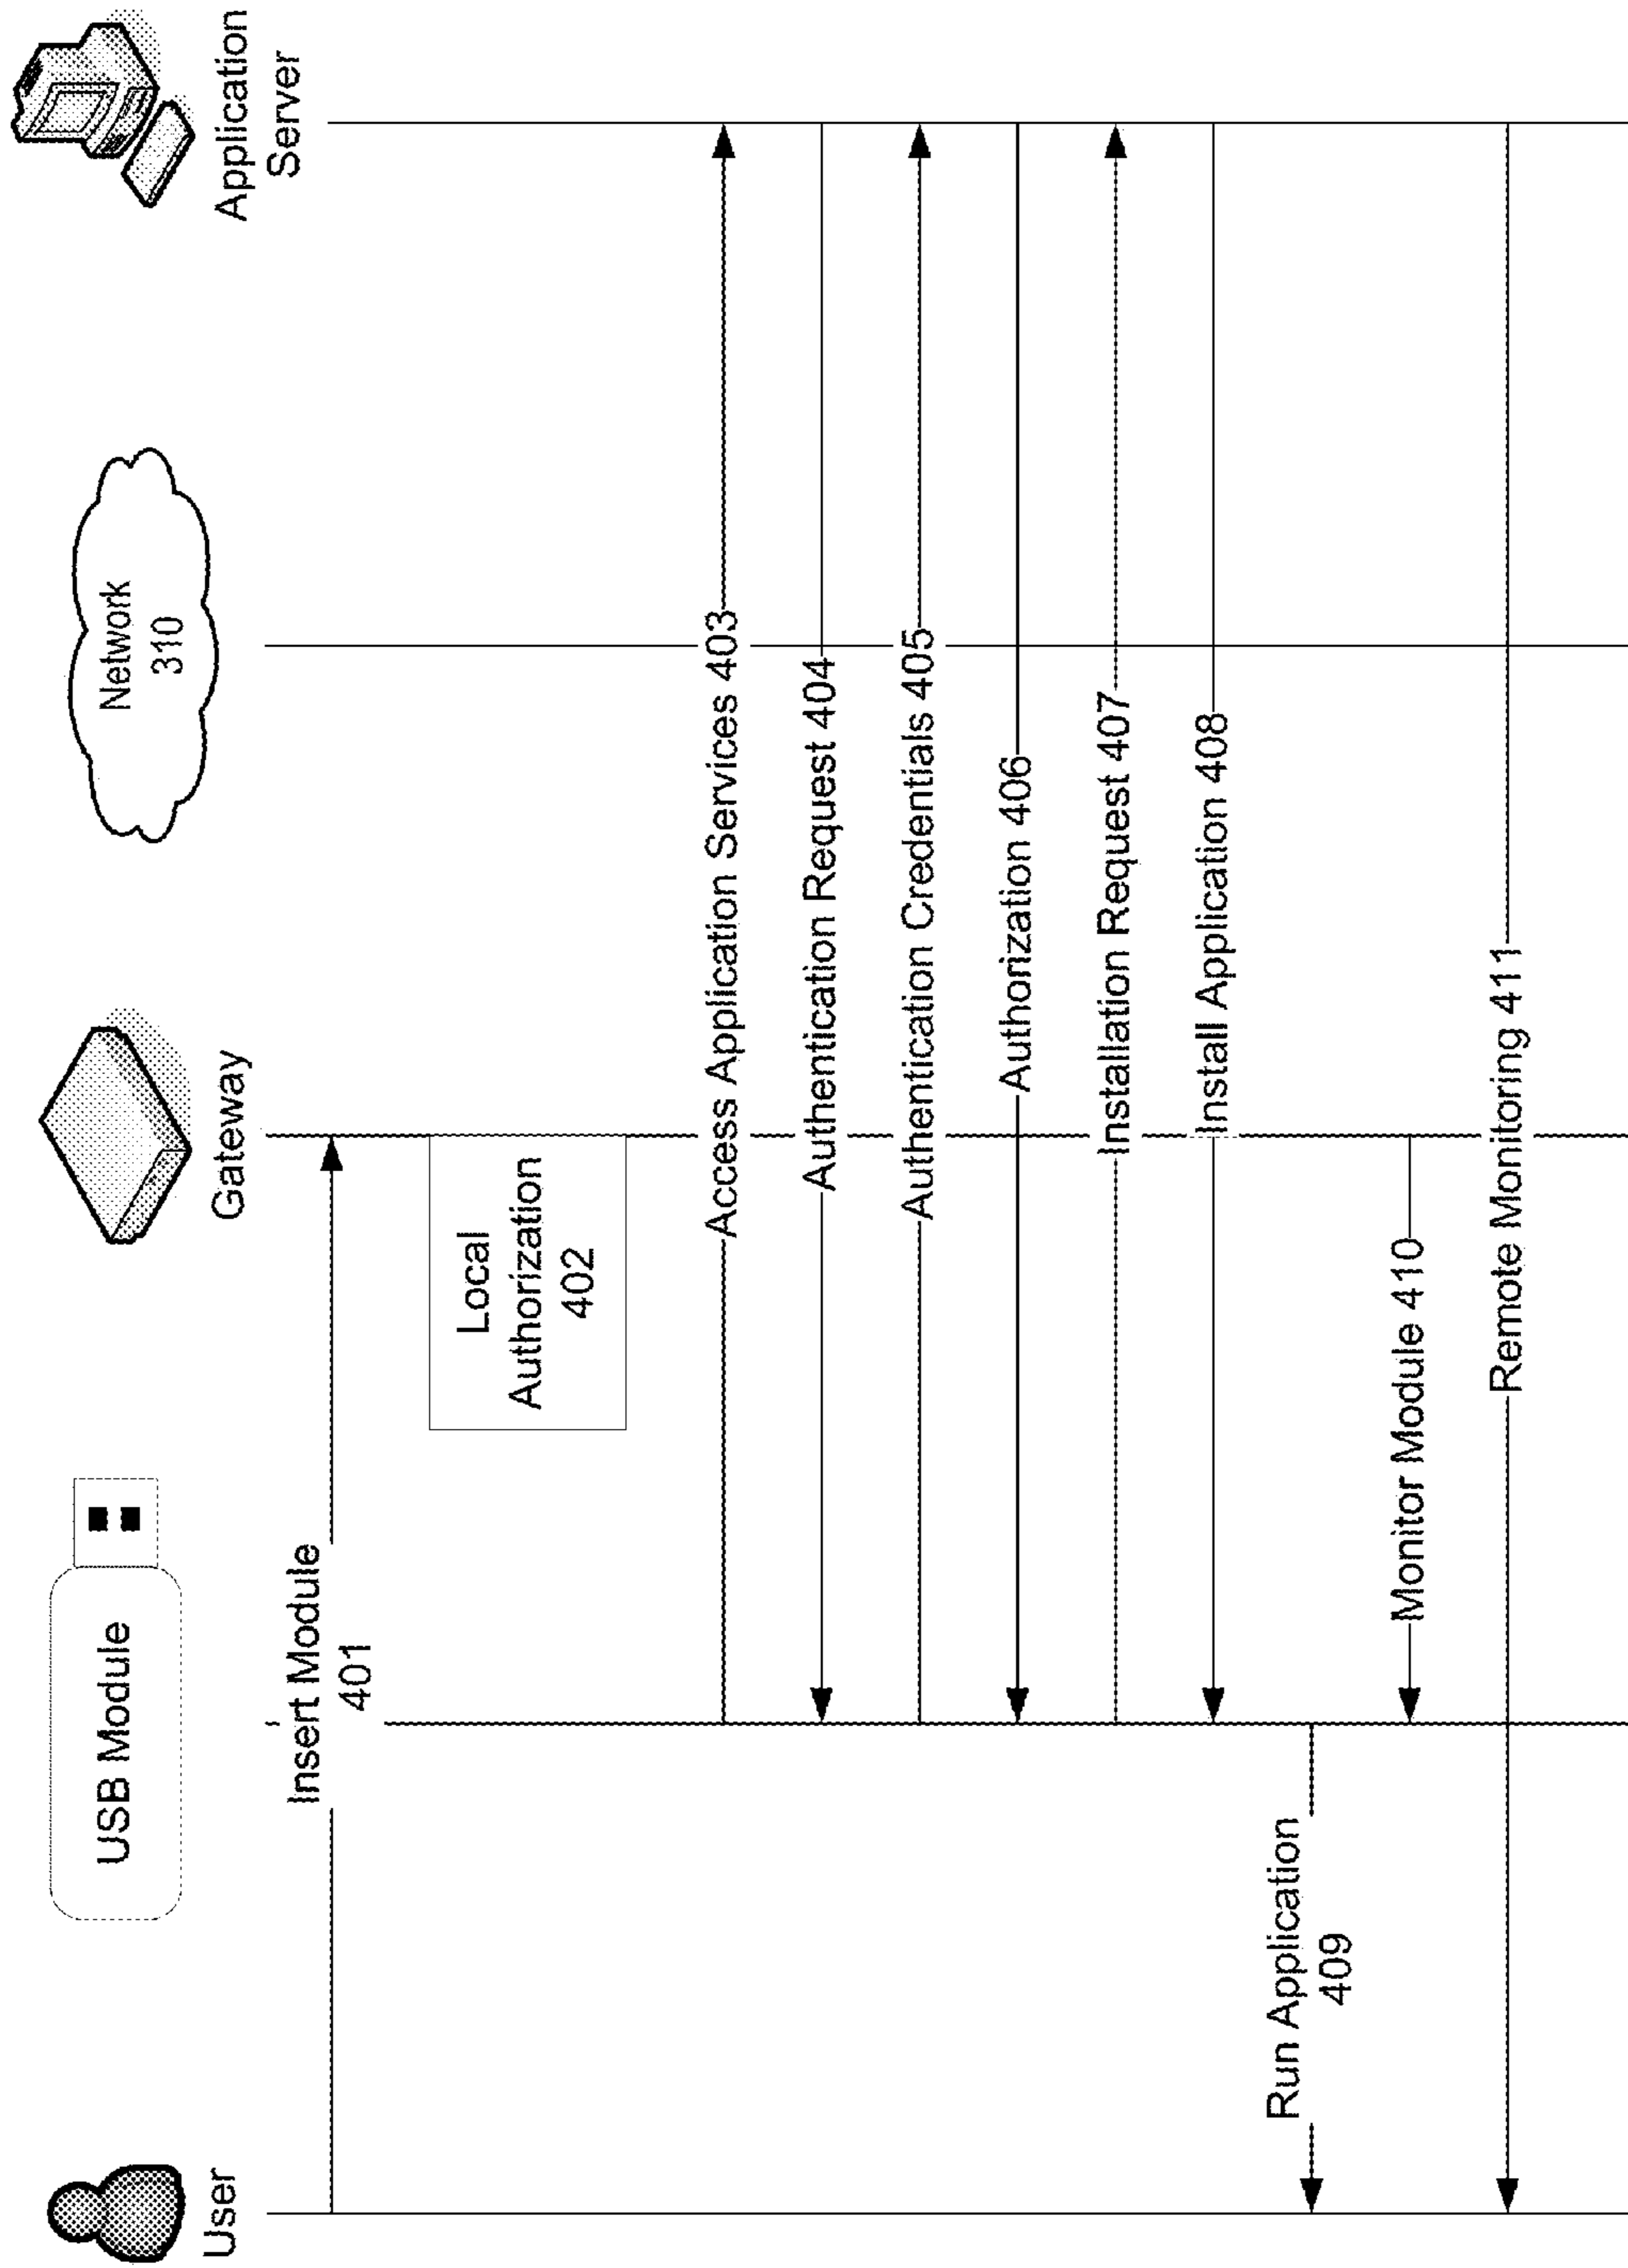 User
USB Module
Gateway
Network
310
Application
Server
Insert Module
401
Local
Authorization
402
Access Application Services 403
Authentication Request 404
Authentication Credentials 405
Authorization 406
Installation Request 407
Install Application 408
Run Application
409
Monitor Module 410
Remote Monitoring 411